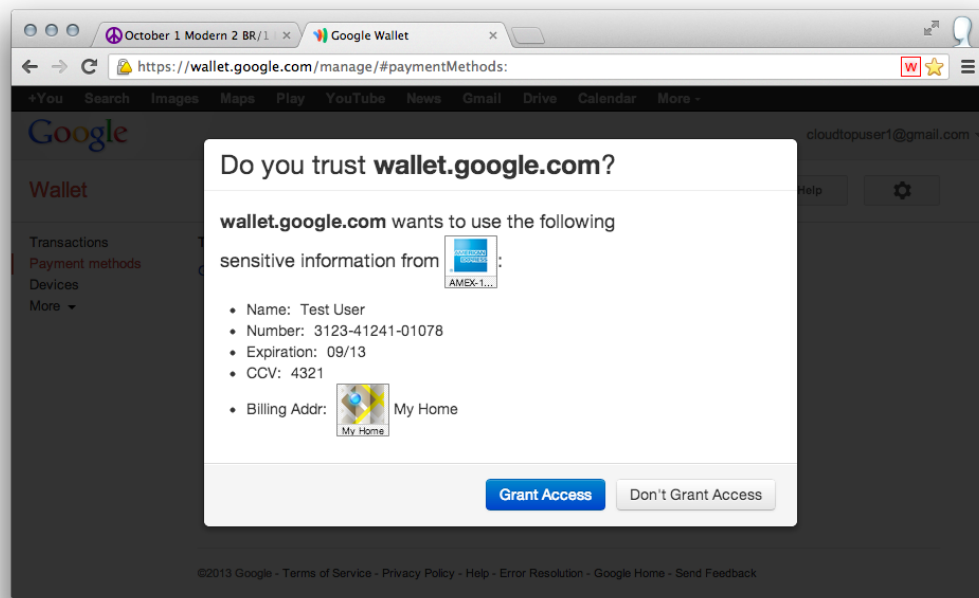 October 1 Modern 2 BR/1
Google Wallet
https://wallet.google.com/manage/#paymentMethods:
W
+You Search Images Maps Play YouTube News Gmail Drive Calendar More
Google
cloudtopuser1@gmail.com
Wallet
Help
Transactions
Payment methods
Devices
More
Do you trust wallet.google.com?
wallet.google.com wants to use the following
sensitive information from AMERICAN EXPRESS :
AMEX-1...
• Name: Test User
• Number: 3123-41241-01078
• Expiration: 09/13
• CCV: 4321
• Billing Addr: My Home
My Home
Grant Access Don't Grant Access
©2013 Google - Terms of Service - Privacy Policy - Help - Error Resolution - Google Home - Send Feedback